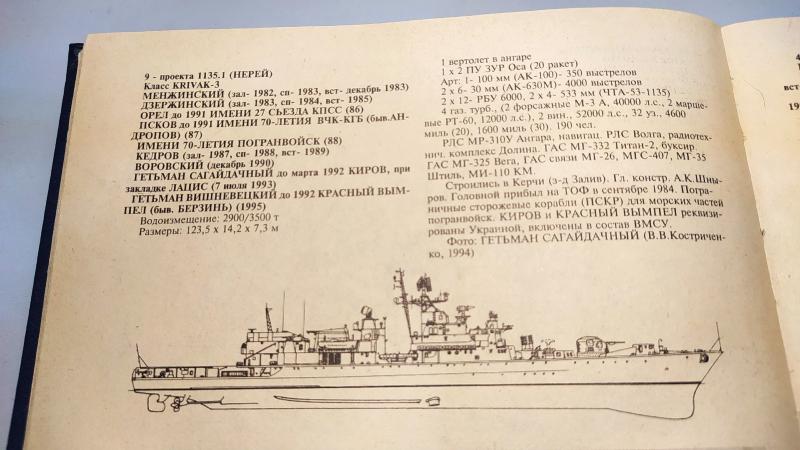 9 - проекта 1135.1 (НЕРЕЙ)
Класс KRIVAK-3
МЕНЖИНСКИЙ (зал- 1982, сп- 1983, вст- декабрь 1983)
ДЗЕРЖИНСКИЙ (зал- 1983, сп- 1984, вст- 1985)
ОРЕЛ до 1991 ИМЕНИ 27 СЪЕЗДА КПСС (86)
ПСКОВ до 1991 ИМЕНИ 70-ЛЕТИЯ ВЧК-КГБ (быв.АН-
ДРОПОВ) (87)
ИМЕНИ 70-ЛЕТИЯ ПОГРАНВОЙСК (88)
КЕДРОВ (зал- 1987, сп- 1988, вст- 1989)
ВОРОВСКИЙ (декабрь 1990)
ГЕТЬМАН САГАЙДАЧНЫЙ до марта 1992 КИРОВ, при
закладке ЛАЦИС (7 июля 1993)
ГЕТЬМАН ВИШНЕВЕЦКИЙ до 1992 КРАСНЫЙ ВЫМ-
ПЕЛ (быв. БЕРЗИНЬ) (1995)
Водоизмещение: 2900/3500 т
Размеры: 123,5 х 14,2 х 7,3 м
1 вертолет в ангаре
1 х 2 ПУ ЗУР Оса (20 ракет)
Арт: 1- 100 мм (АК-100)- 350 выстрелов
2 х 6- 30 мм (АК-630М)- 4000 выстрелов
2 х 12- РБУ 6000, 2 х 4- 533 мм (ЧТА-53-1135)
4 газ. турб., (2 форсажные М-3 А, 40000 л.с., 2 марше-
вые РТ-60, 12000 л.с.), 2 вин., 52000 л.с., 32 уз., 4600
миль (20), 1600 миль (30). 190 чел.
РЛС МР-310У Ангара, навигац. РЛС Волга, радиотех-
нич. комплекс Долина. ГАС МГ-332 Титан-2, буксир.
ГАС МГ-325 Вега, ГАС связи МГ-26, МГС-407, МГ-35
Штиль, МИ-110 КМ.
Строились в Керчи (з-д Залив). Гл. констр. А.К.Шны-
ров. Головной прибыл на ТОФ в сентябре 1984. Погра-
ничные сторожевые корабли (ПСКР) для морских частей
погранвойск. КИРОВ и КРАСНЫЙ ВЫМПЕЛ реквизи-
рованы Украиной, включены в состав ВМСУ.
Фото: ГЕТЬМАН САГАЙДАЧНЫЙ (В.В.Костричен-
ко, 1994)